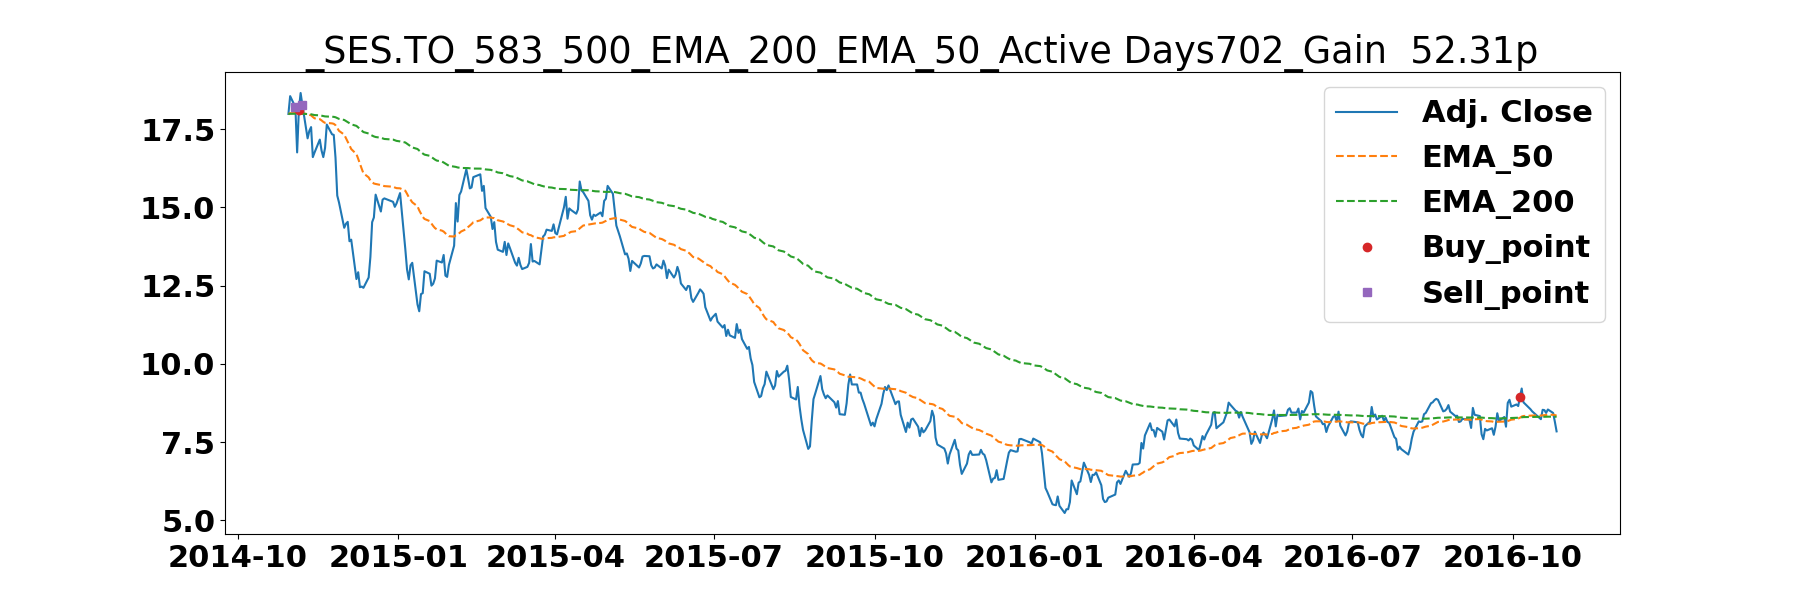 _SES.TO_583_500_EMA_200_EMA_50_Active Days702_Gain  52.31p
Adj. Close
EMA_50
EMA_200
Buy_point
Sell_point
17.5
15.0
12.5
10.0
7.5
5.0
2014-10 2015-01 2015-04 2015-07 2015-10 2016-01 2016-04 2016-07 2016-10